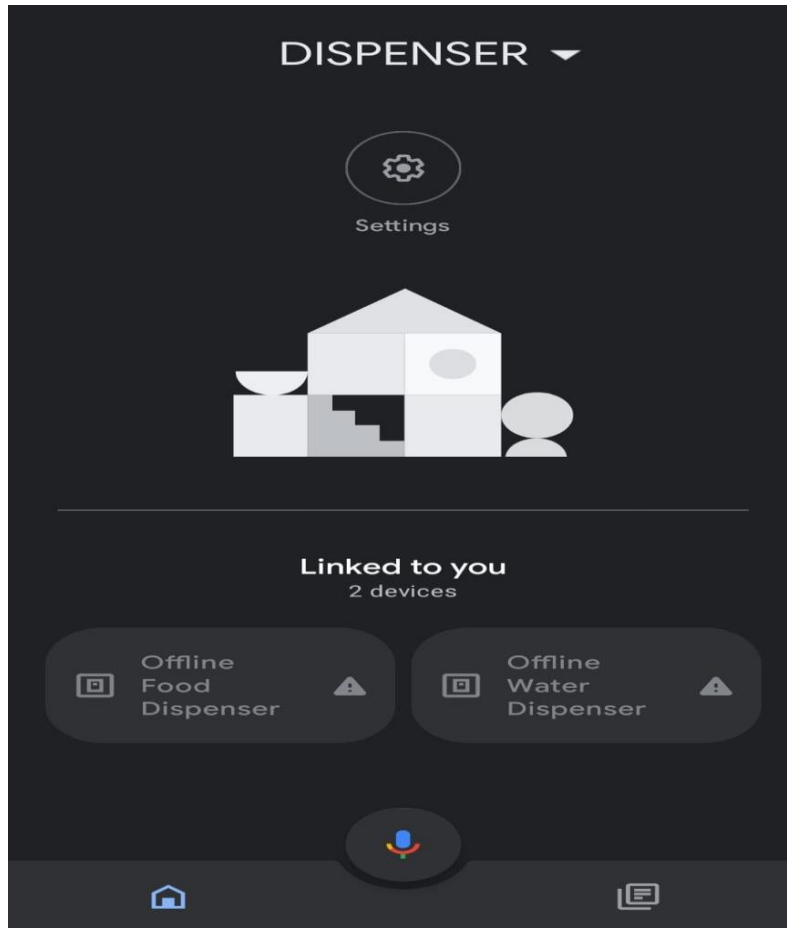 DISPENSER
Settings
Linked to you
2 devices
Offline
Food
Dispenser
Offline
Water
Dispenser